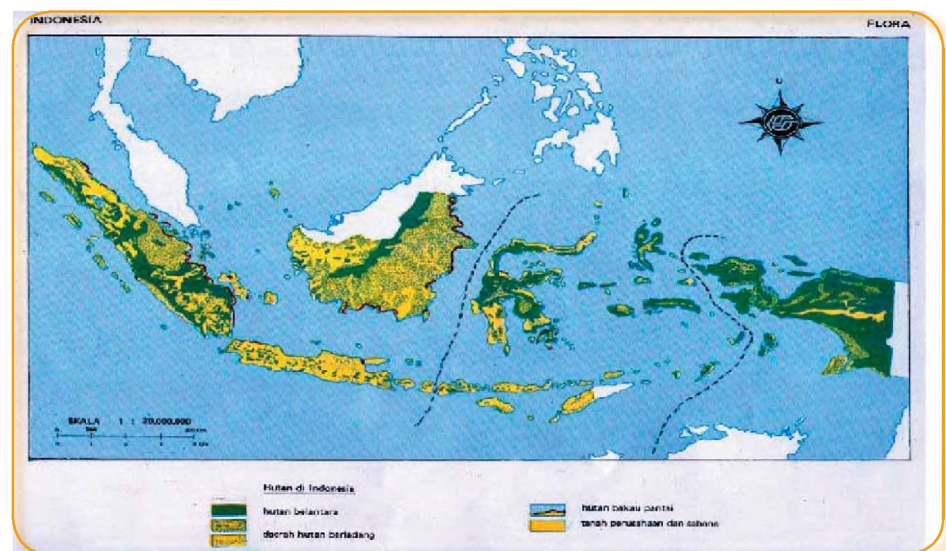 INDONESIA
FLORA
U
SKALA 1 : 20.000.000
Hutan di Indonesia
hutan belantara
daerah hutan berladang
hutan bakau pantai
tanah perusahaan dan sabana